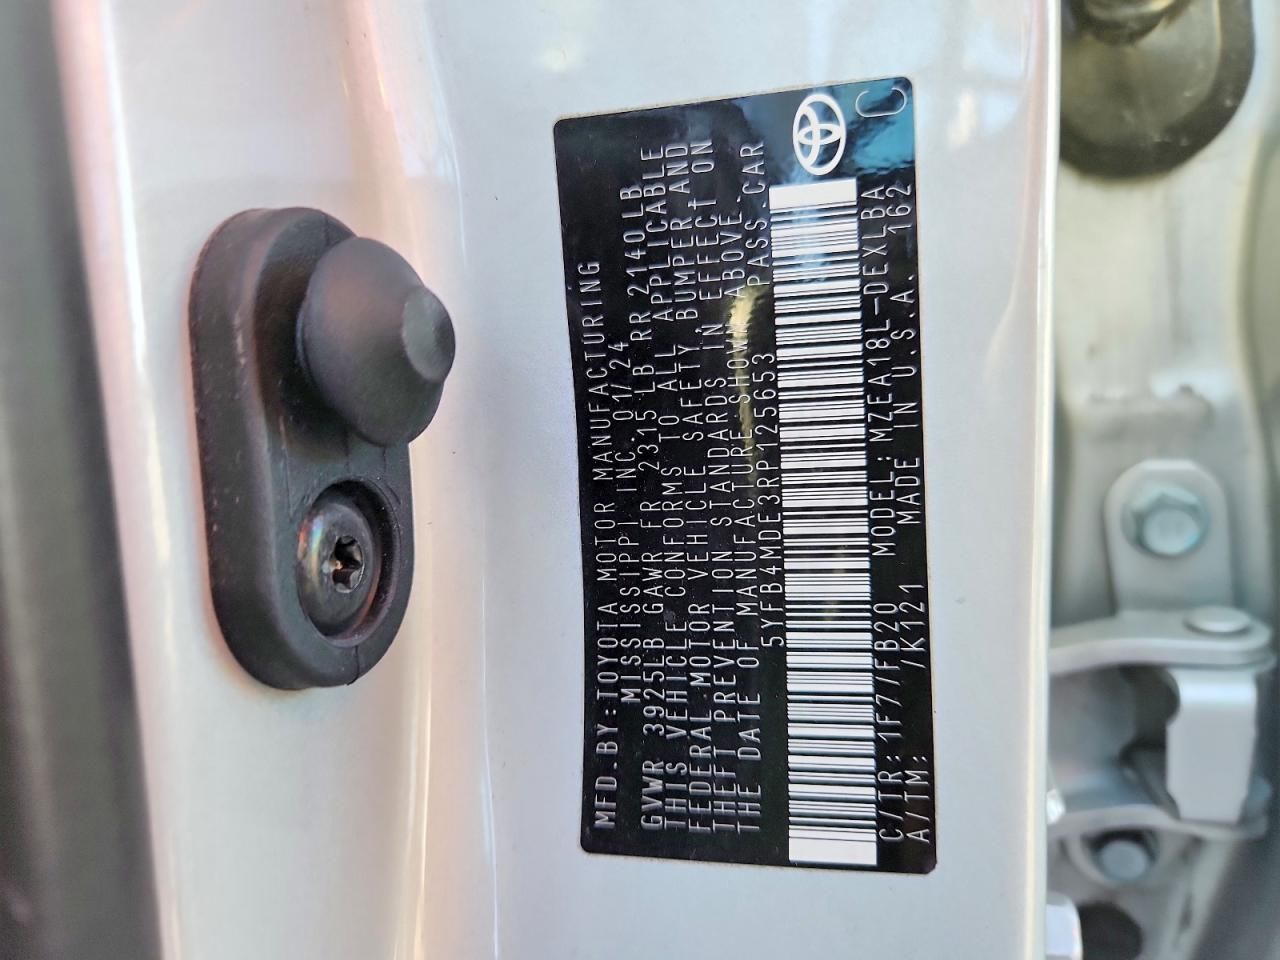 MFD.BY:TOYOTA MOTOR MANUFACTURING
MISSISSIPPI INC. 01/24
GVWR 3925LB GAWR FR 2315 LB RR 2140LB
THIS VEHICLE CONFORMS TO ALL APPLICABLE
FEDERAL MOTOR VEHICLE SAFETY, BUMPER, AND
THEFT PREVENTION STANDARDS IN EFFECT ON
THE DATE OF MANUFACTURE SHOWN ABOVE.
5YFB4MDE3RP125653 PASS.CAR
C/TR: 1F7/FB20 MODEL: MZEA18L-DEXLBA
A/TM: /K121 MADE IN U.S.A. 162
C